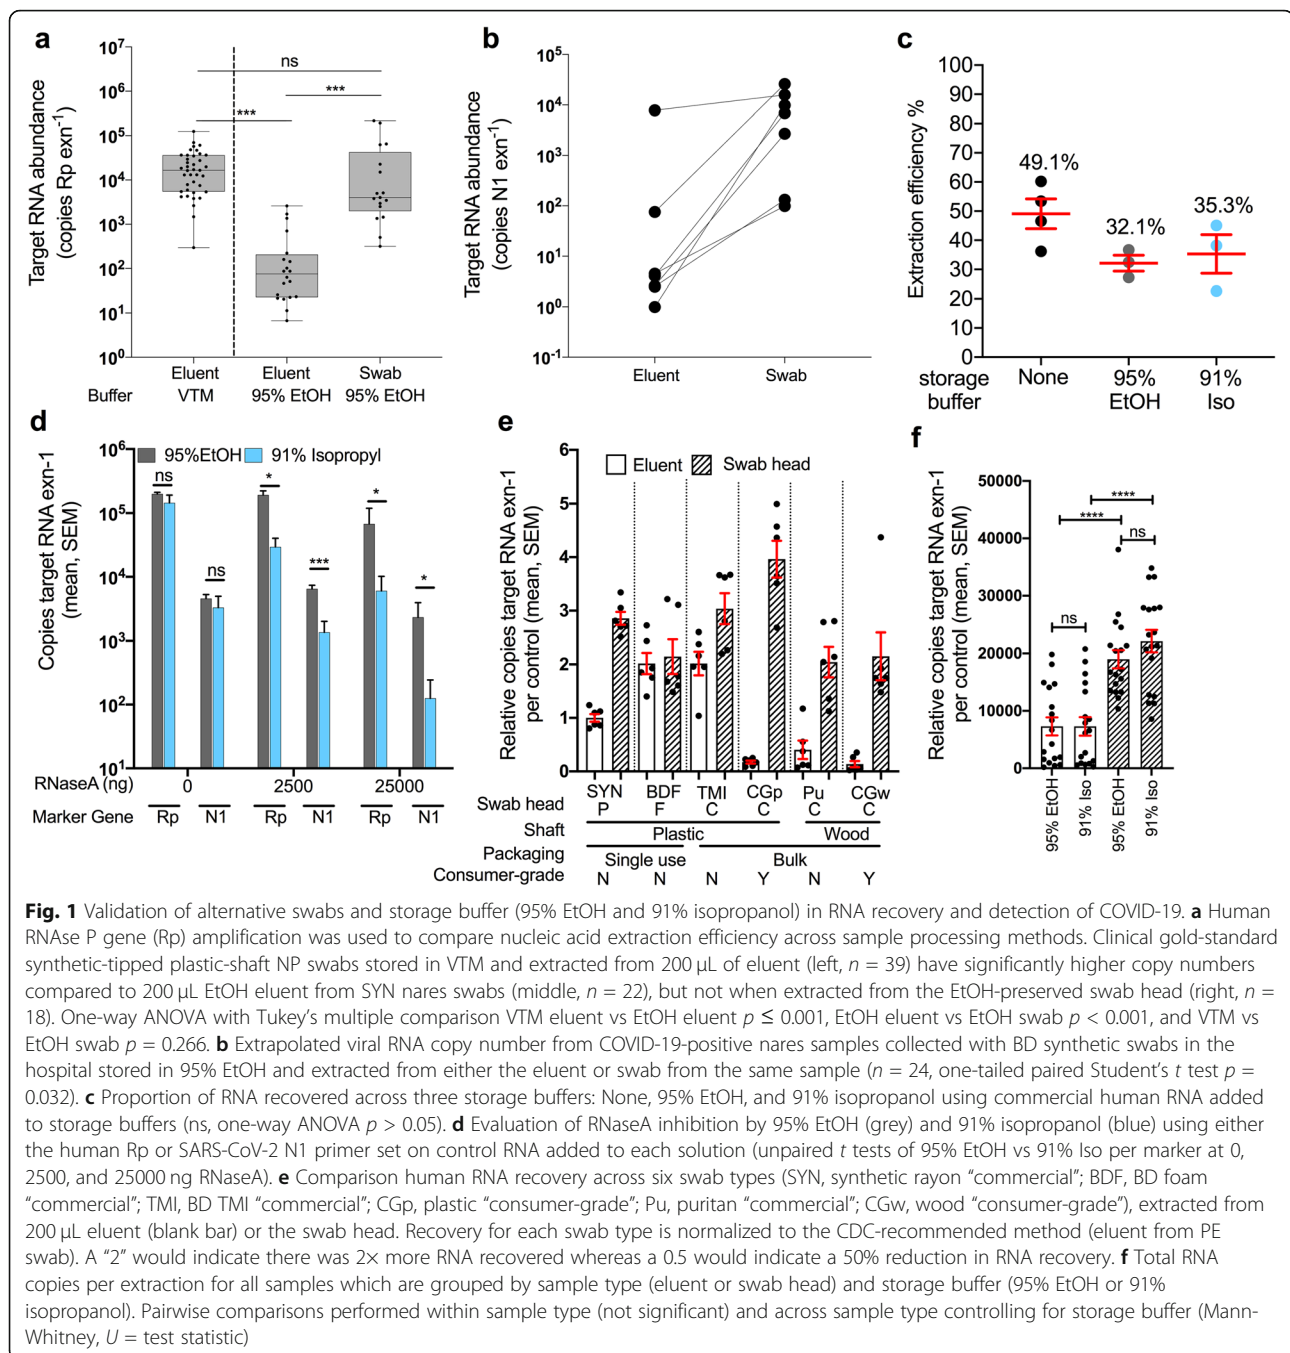 a
10^7
10^6
10^5
10^4
10^3
10^2
10^1
10^0
Target RNA abundance
(copies Rp exn^-1)
ns
***
***
Buffer
Eluent
VTM
Eluent
95% EtOH
Swab
95% EtOH
b
10^5
10^4
10^3
10^2
10^1
10^0
10^-1
Target RNA abundance
(copies N1 exn^-1)
Eluent
Swab
c
100
90
80
70
60
50
40
30
20
10
0
Extraction efficiency %
49.1%
32.1%
35.3%
storage
buffer
None
95%
EtOH
91%
Iso
d
95%EtOH
91% Isopropyl
10^6
10^5
10^4
10^3
10^2
10^1
Copies target RNA exn-1
(mean, SEM)
ns
ns
*
***
*
*
RNaseA (ng)
0
2500
25000
Marker Gene
Rp
N1
Rp
N1
Rp
N1
e
Eluent
Swab head
6
5
4
3
2
1
0
Relative copies target RNA exn-1
per control (mean, SEM)
SYN
BDF
TMI
CGp
Pu
CGw
Swab head
P
F
C
C
C
C
Shaft
Plastic
Wood
Packaging
Single use
Bulk
Consumer-grade
N
N
N
Y
N
Y
f
50000
40000
30000
20000
10000
0
Relative copies target RNA exn-1
per control (mean, SEM)
****
****
ns
ns
95% EtOH
91% Iso
95% EtOH
91% Iso
Fig. 1 Validation of alternative swabs and storage buffer (95% EtOH and 91% isopropanol) in RNA recovery and detection of COVID-19. a Human
RNAse P gene (Rp) amplification was used to compare nucleic acid extraction efficiency across sample processing methods. Clinical gold-standard
synthetic-tipped plastic-shaft NP swabs stored in VTM and extracted from 200 μL of eluent (left, n = 39) have significantly higher copy numbers
compared to 200 μL EtOH eluent from SYN nares swabs (middle, n = 22), but not when extracted from the EtOH-preserved swab head (right, n =
18). One-way ANOVA with Tukey's multiple comparison VTM eluent vs EtOH eluent p ≤ 0.001, EtOH eluent vs EtOH swab p < 0.001, and VTM vs
EtOH swab p = 0.266. b Extrapolated viral RNA copy number from COVID-19-positive nares samples collected with BD synthetic swabs in the
hospital stored in 95% EtOH and extracted from either the eluent or swab from the same sample (n = 24, one-tailed paired Student's t test p =
0.032). c Proportion of RNA recovered across three storage buffers: None, 95% EtOH, and 91% isopropanol using commercial human RNA added
to storage buffers (ns, one-way ANOVA p > 0.05). d Evaluation of RNaseA inhibition by 95% EtOH (grey) and 91% isopropanol (blue) using either
the human Rp or SARS-CoV-2 N1 primer set on control RNA added to each solution (unpaired t tests of 95% EtOH vs 91% Iso per marker at 0,
2500, and 25000 ng RNaseA). e Comparison human RNA recovery across six swab types (SYN, synthetic rayon "commercial"; BDF, BD foam
"commercial"; TMI, BD TMI "commercial"; CGp, plastic "consumer-grade"; Pu, puritan "commercial"; CGw, wood "consumer-grade"), extracted from
200 μL eluent (blank bar) or the swab head. Recovery for each swab type is normalized to the CDC-recommended method (eluent from PE
swab). A "2" would indicate there was 2× more RNA recovered whereas a 0.5 would indicate a 50% reduction in RNA recovery. f Total RNA
copies per extraction for all samples which are grouped by sample type (eluent or swab head) and storage buffer (95% EtOH or 91%
isopropanol). Pairwise comparisons performed within sample type (not significant) and across sample type controlling for storage buffer (Mann-
Whitney, U = test statistic)